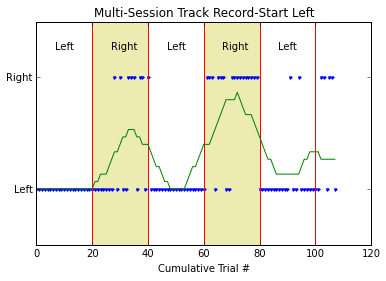 Multi-Session Track Record-Start Left
Left Right Left Right Left
Right
Left
0 20 40 60 80 100 120
Cumulative Trial #